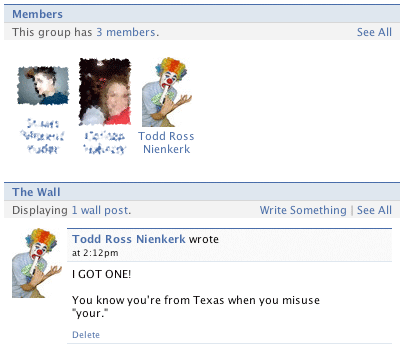 Members
This group has 3 members. See All
Todd Ross
Nienkerk
The Wall
Displaying 1 wall post. Write Something | See All
Todd Ross Nienkerk wrote
at 2:12pm
I GOT ONE!
You know you're from Texas when you misuse
"your."
Delete